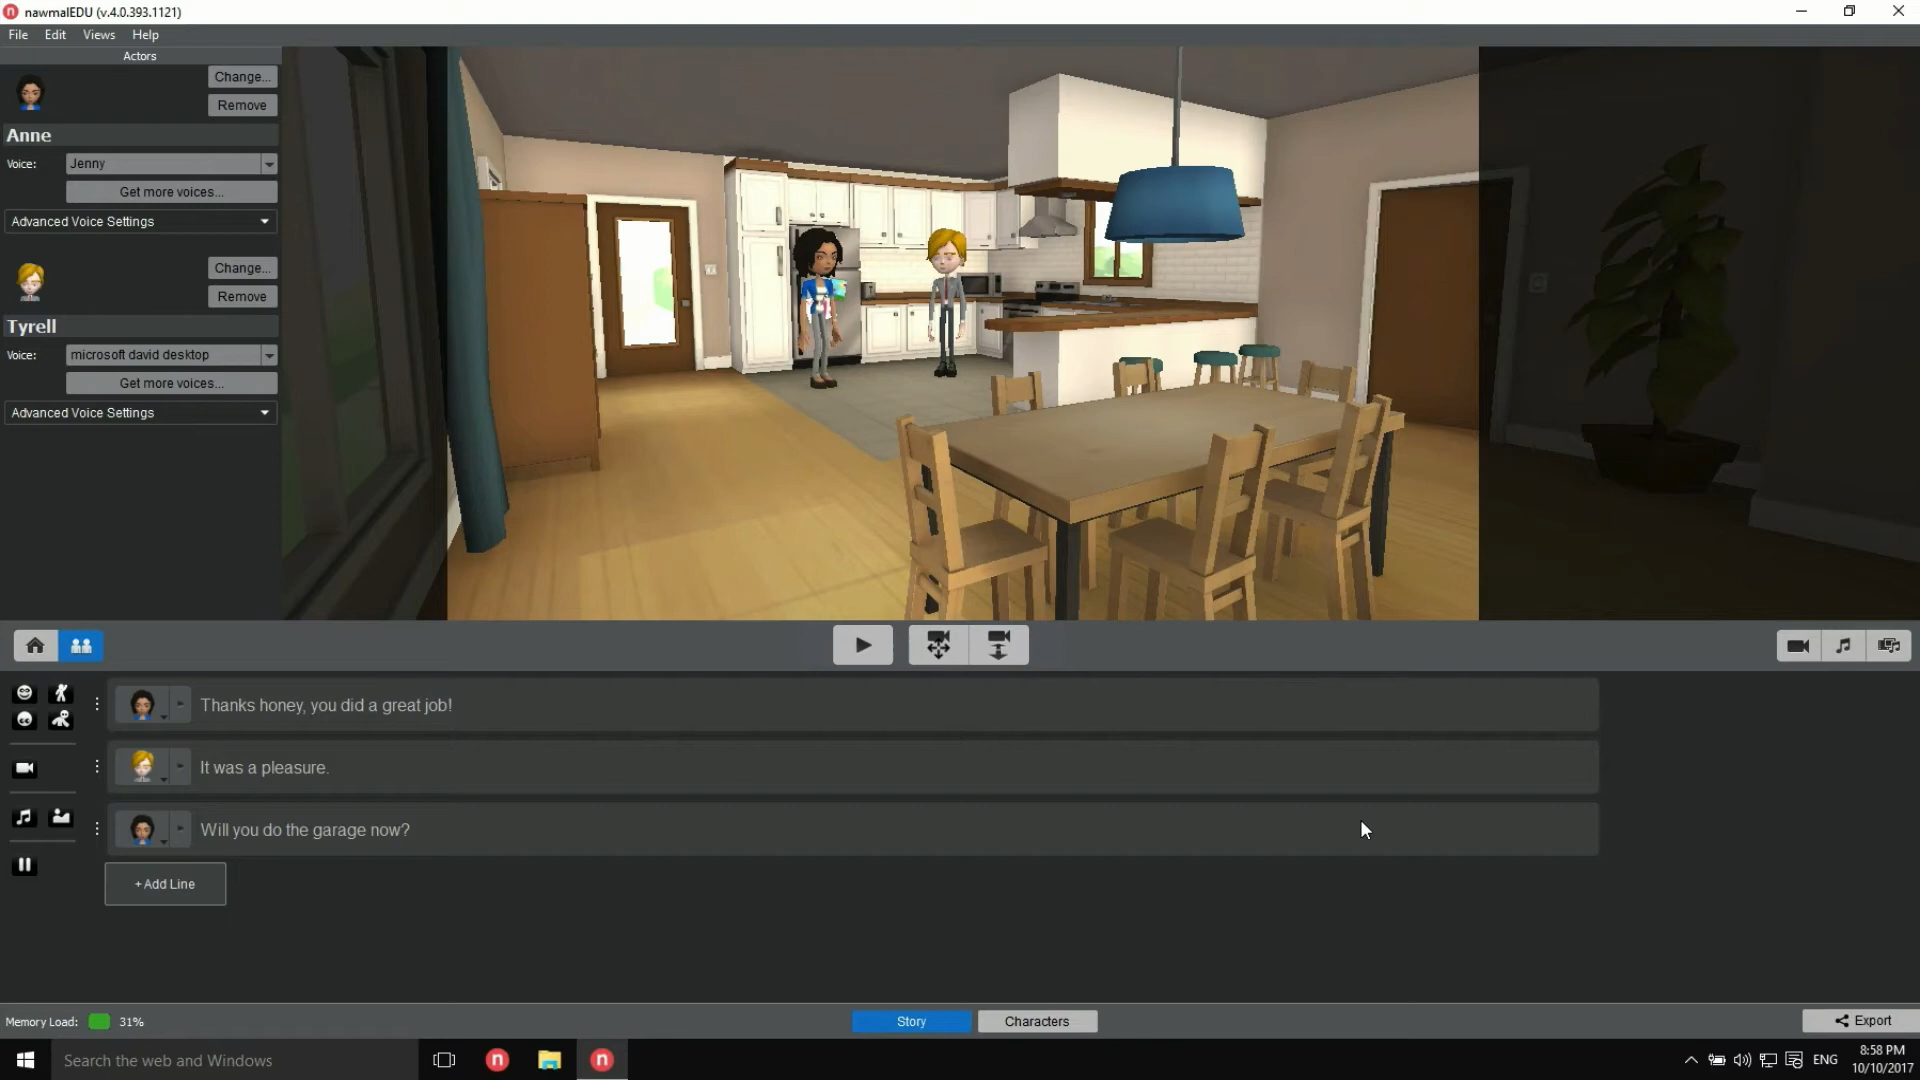 nawmalEDU (v.4.0.393.1121)
File Edit Views Help
Actors
Change...
Remove
Anne
Voice: Jenny
Get more voices...
Advanced Voice Settings
Change...
Remove
Tyrell
Voice: microsoft david desktop
Get more voices...
Advanced Voice Settings
Thanks honey, you did a great job!
It was a pleasure.
Will you do the garage now?
+ Add Line
Memory Load: 31%
Story Characters
Export
Search the web and Windows
n
n
ENG
8:58 PM
10/10/2017